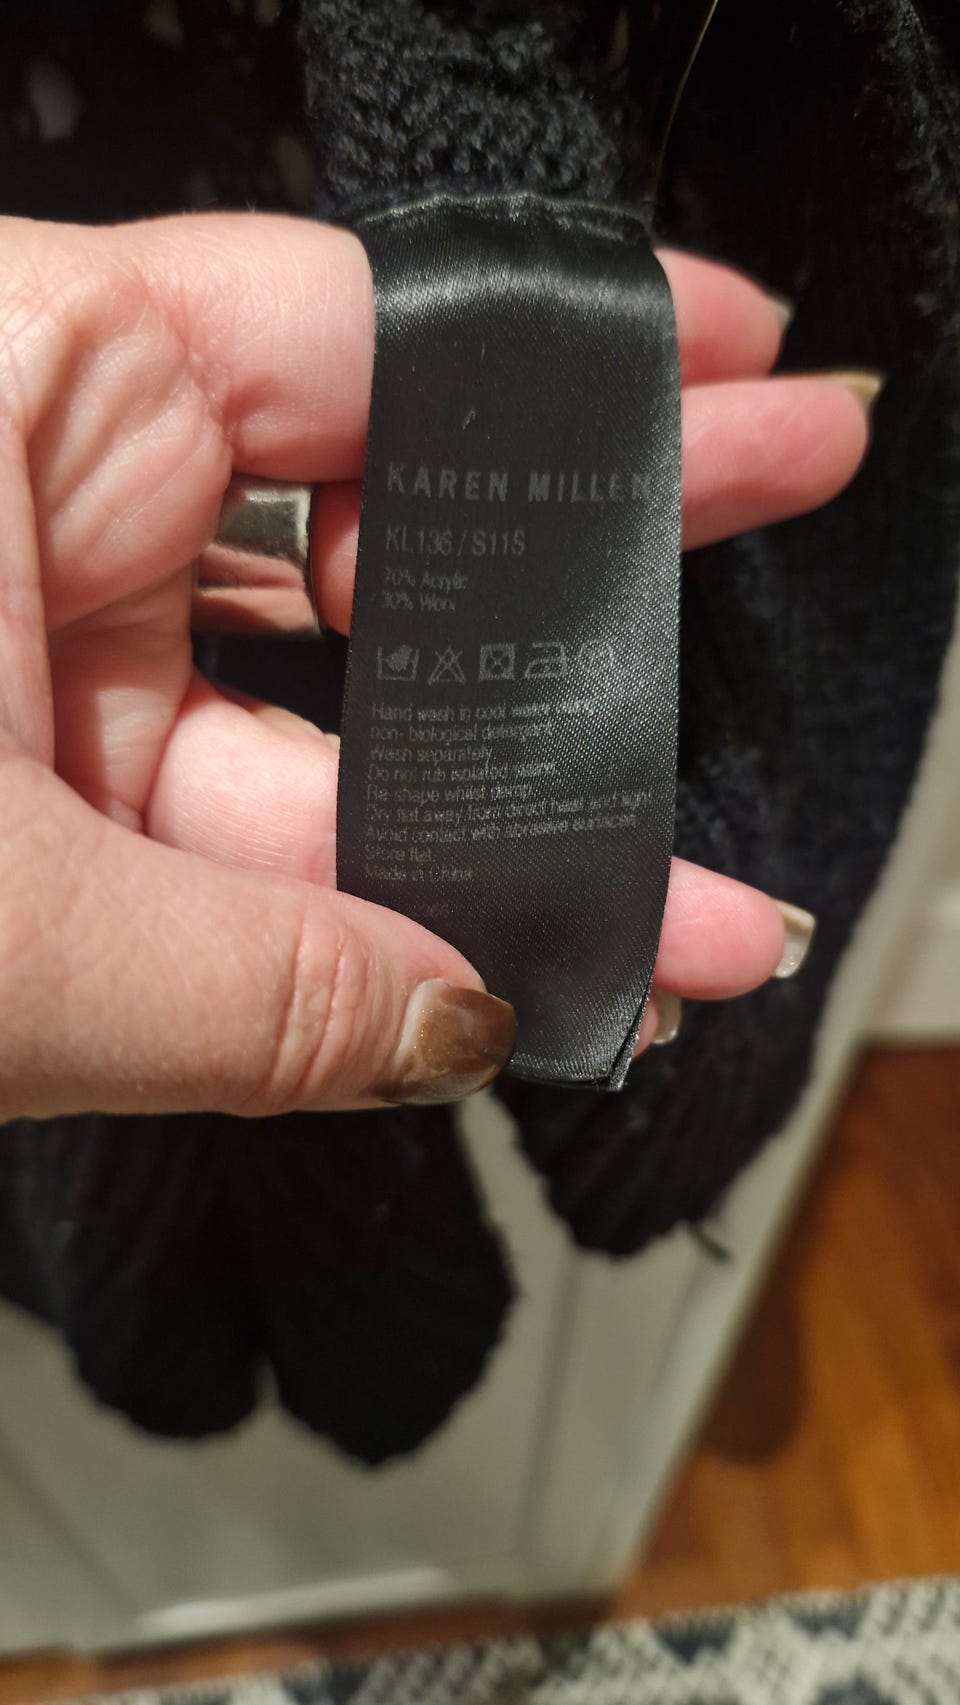 KAREN MILLEN
KL136/S11S
70% Acrylic
30% Wool
Hand wash in cool water using
non-biological detergent
Wash separately
Do not rub isolated stains
Re-shape whilst damp
Dry flat away from direct heat and light
Avoid contact with abrasive surfaces
Store flat.
Made in China